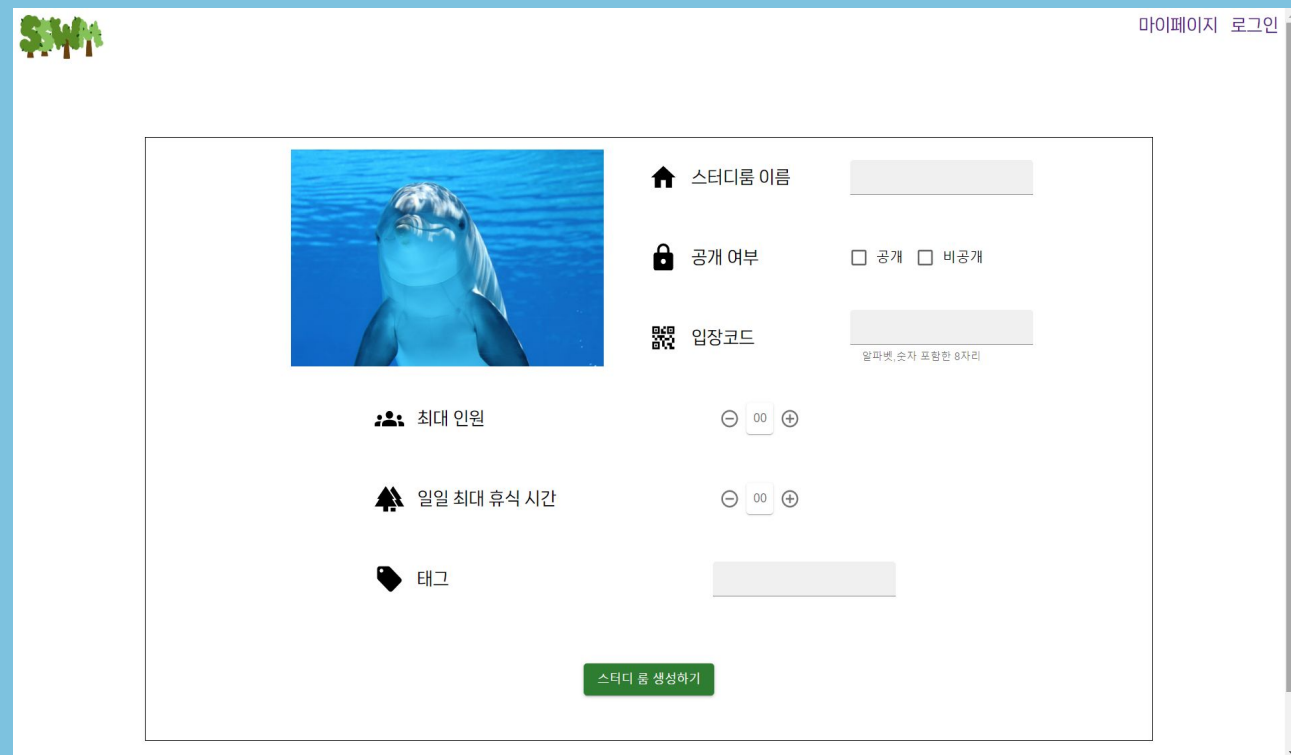 SSWM
마이페이지 로그인
스터디룸 이름
공개 여부
공개 비공개
입장코드
알파벳,숫자 포함한 8자리
최대 인원
00
일일 최대 휴식 시간
00
태그
스터디 룸 생성하기